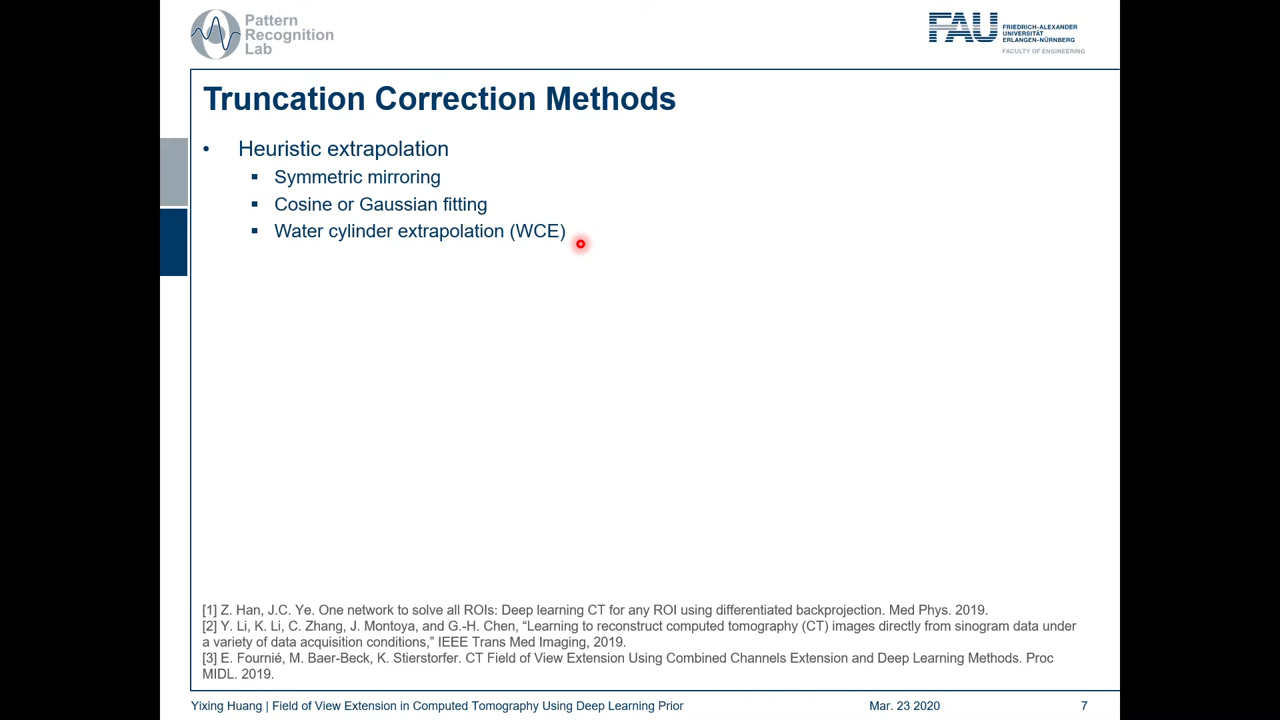 Pattern
Recognition
Lab
FAU
FRIEDRICH-ALEXANDER
UNIVERSITÄT
ERLANGEN-NÜRNBERG
FACULTY OF ENGINEERING
Truncation Correction Methods
• Heuristic extrapolation
▪ Symmetric mirroring
▪ Cosine or Gaussian fitting
▪ Water cylinder extrapolation (WCE)
[1] Z. Han, J.C. Ye. One network to solve all ROIs: Deep learning CT for any ROI using differentiated backprojection. Med Phys. 2019.
[2] Y. Li, K. Li, C. Zhang, J. Montoya, and G.-H. Chen, “Learning to reconstruct computed tomography (CT) images directly from sinogram data under
a variety of data acquisition conditions,” IEEE Trans Med Imaging, 2019.
[3] E. Fournié, M. Baer-Beck, K. Stierstorfer. CT Field of View Extension Using Combined Channels Extension and Deep Learning Methods. Proc
MIDL. 2019.
Yixing Huang | Field of View Extension in Computed Tomography Using Deep Learning Prior
Mar. 23 2020
7